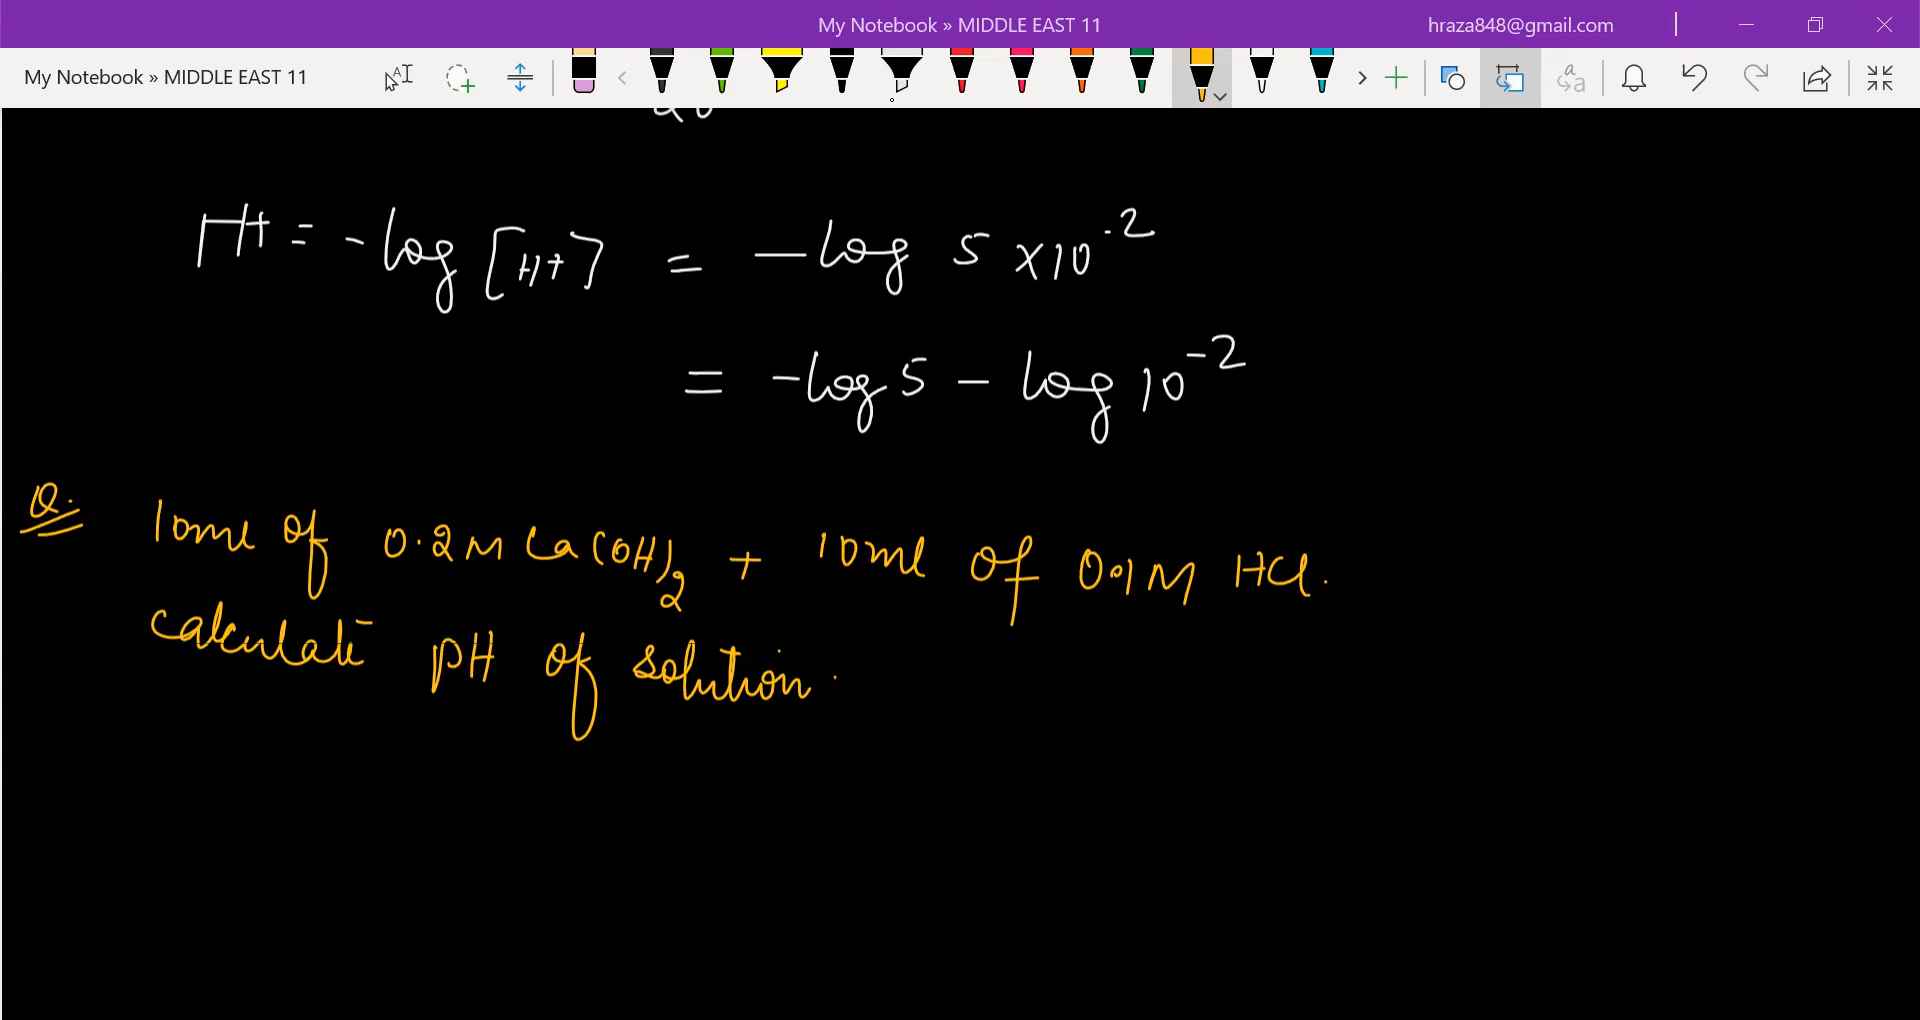 My Notebook » MIDDLE EAST 11
hraza848@gmail.com
My Notebook » MIDDLE EAST 11
H+ = -log [H+] = - log 5 x 10-2
= -log 5 - log 10-2
Q. 10ml of 0.2M Ca(OH)2 + 10ml of 0.1M HCl.
calculate pH of solution.